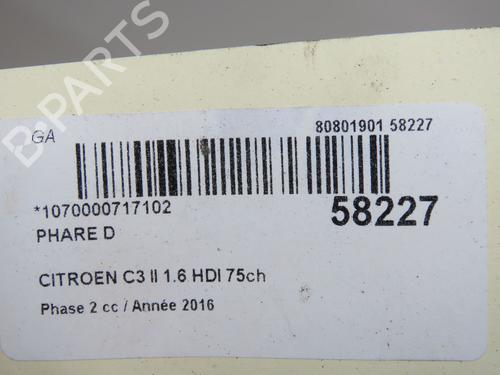 GA
80801901 58227
*1070000717102
58227
PHARE D
CITROEN C3 II 1.6 HDI 75ch
Phase 2 cc / Année 2016
B-Parts